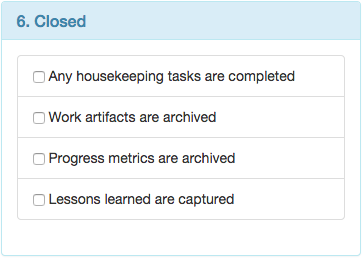 6. Closed
Any housekeeping tasks are completed
Work artifacts are archived
Progress metrics are archived
Lessons learned are captured